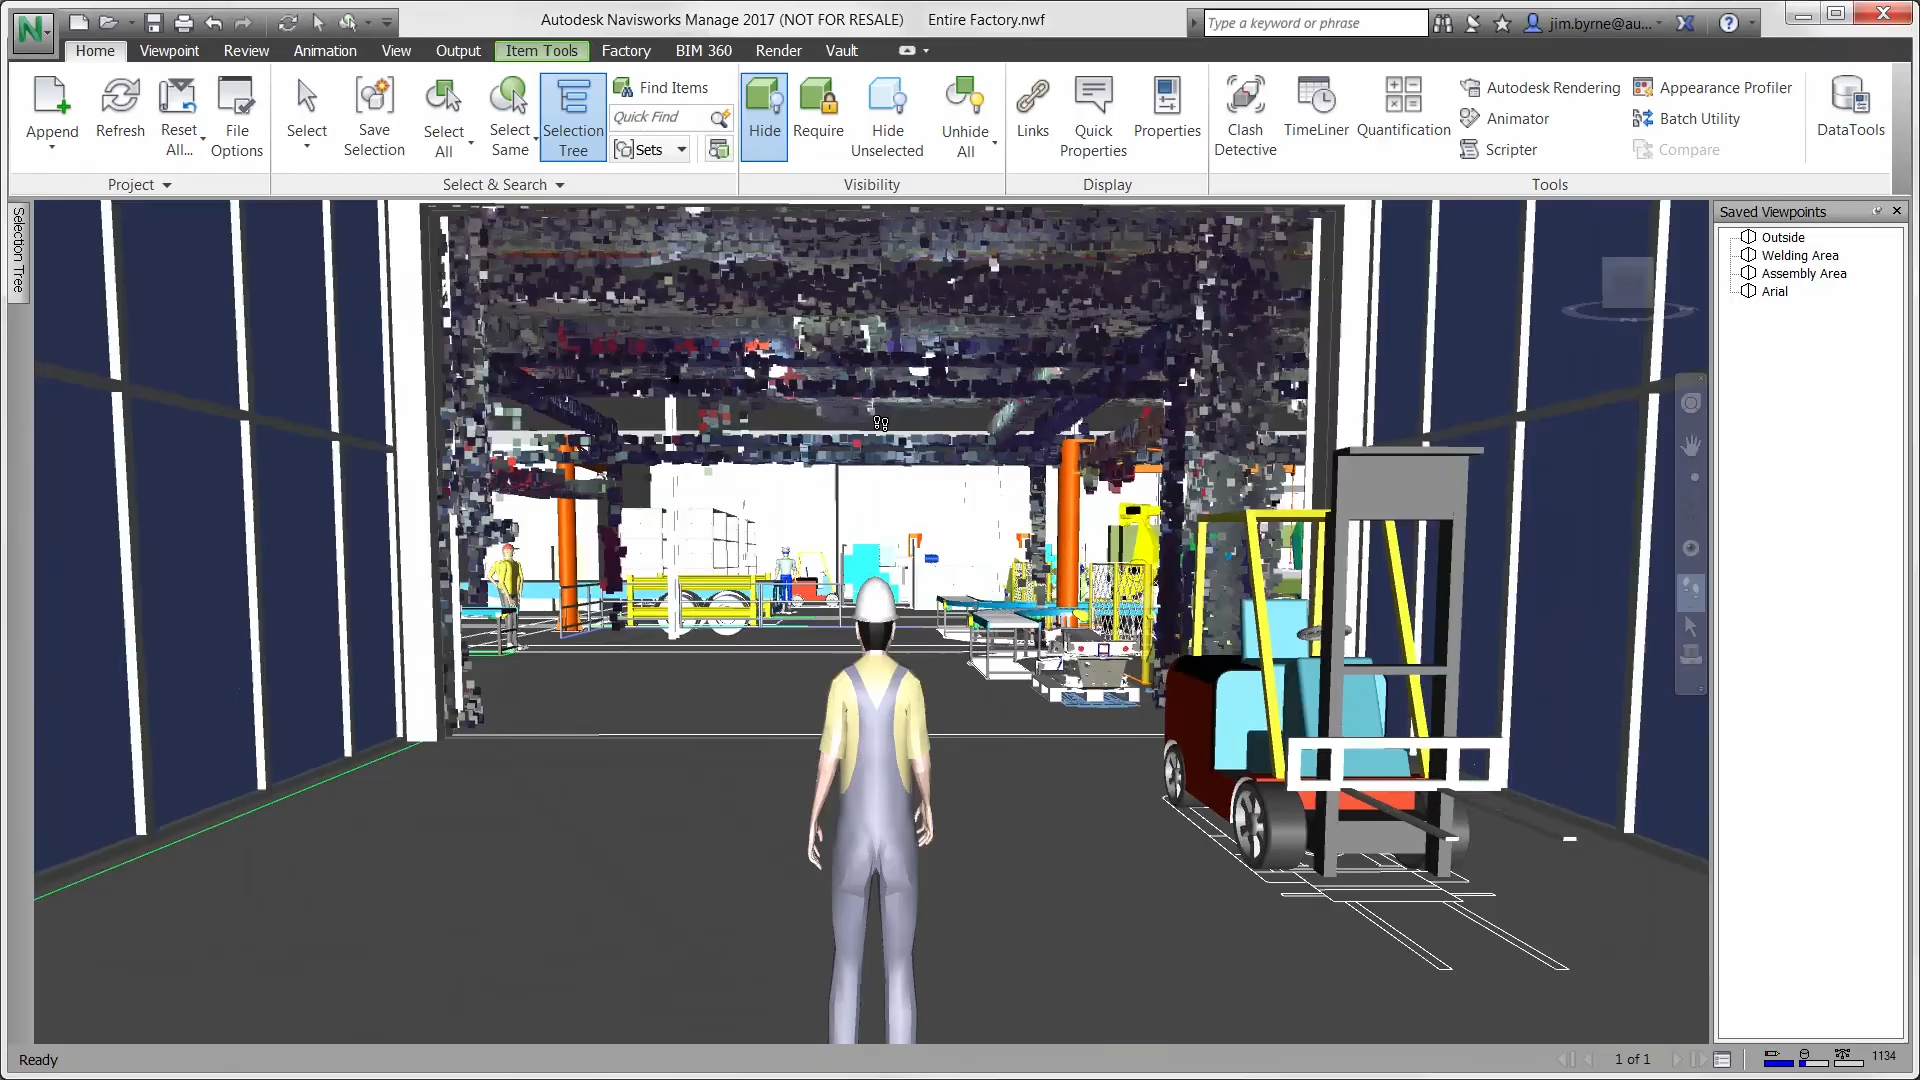 Autodesk Navisworks Manage 2017 (NOT FOR RESALE) Entire Factory.nwf
Type a keyword or phrase
jim.byrne@au...
Home Viewpoint Review Animation View Output Item Tools Factory BIM 360 Render Vault
Append
Refresh
Reset
All...
File
Options
Project
Select
Save
Selection
Select
All
Select
Same
Selection
Tree
Find Items
Quick Find
Sets
Select & Search
Hide
Require
Hide
Unselected
Unhide
All
Visibility
Links
Quick
Properties
Properties
Display
Clash
Detective
TimeLiner
Quantification
Autodesk Rendering
Animator
Scripter
Appearance Profiler
Batch Utility
Compare
DataTools
Tools
Selection Tree
Saved Viewpoints
Outside
Welding Area
Assembly Area
Arial
Ready
1 of 1
1134